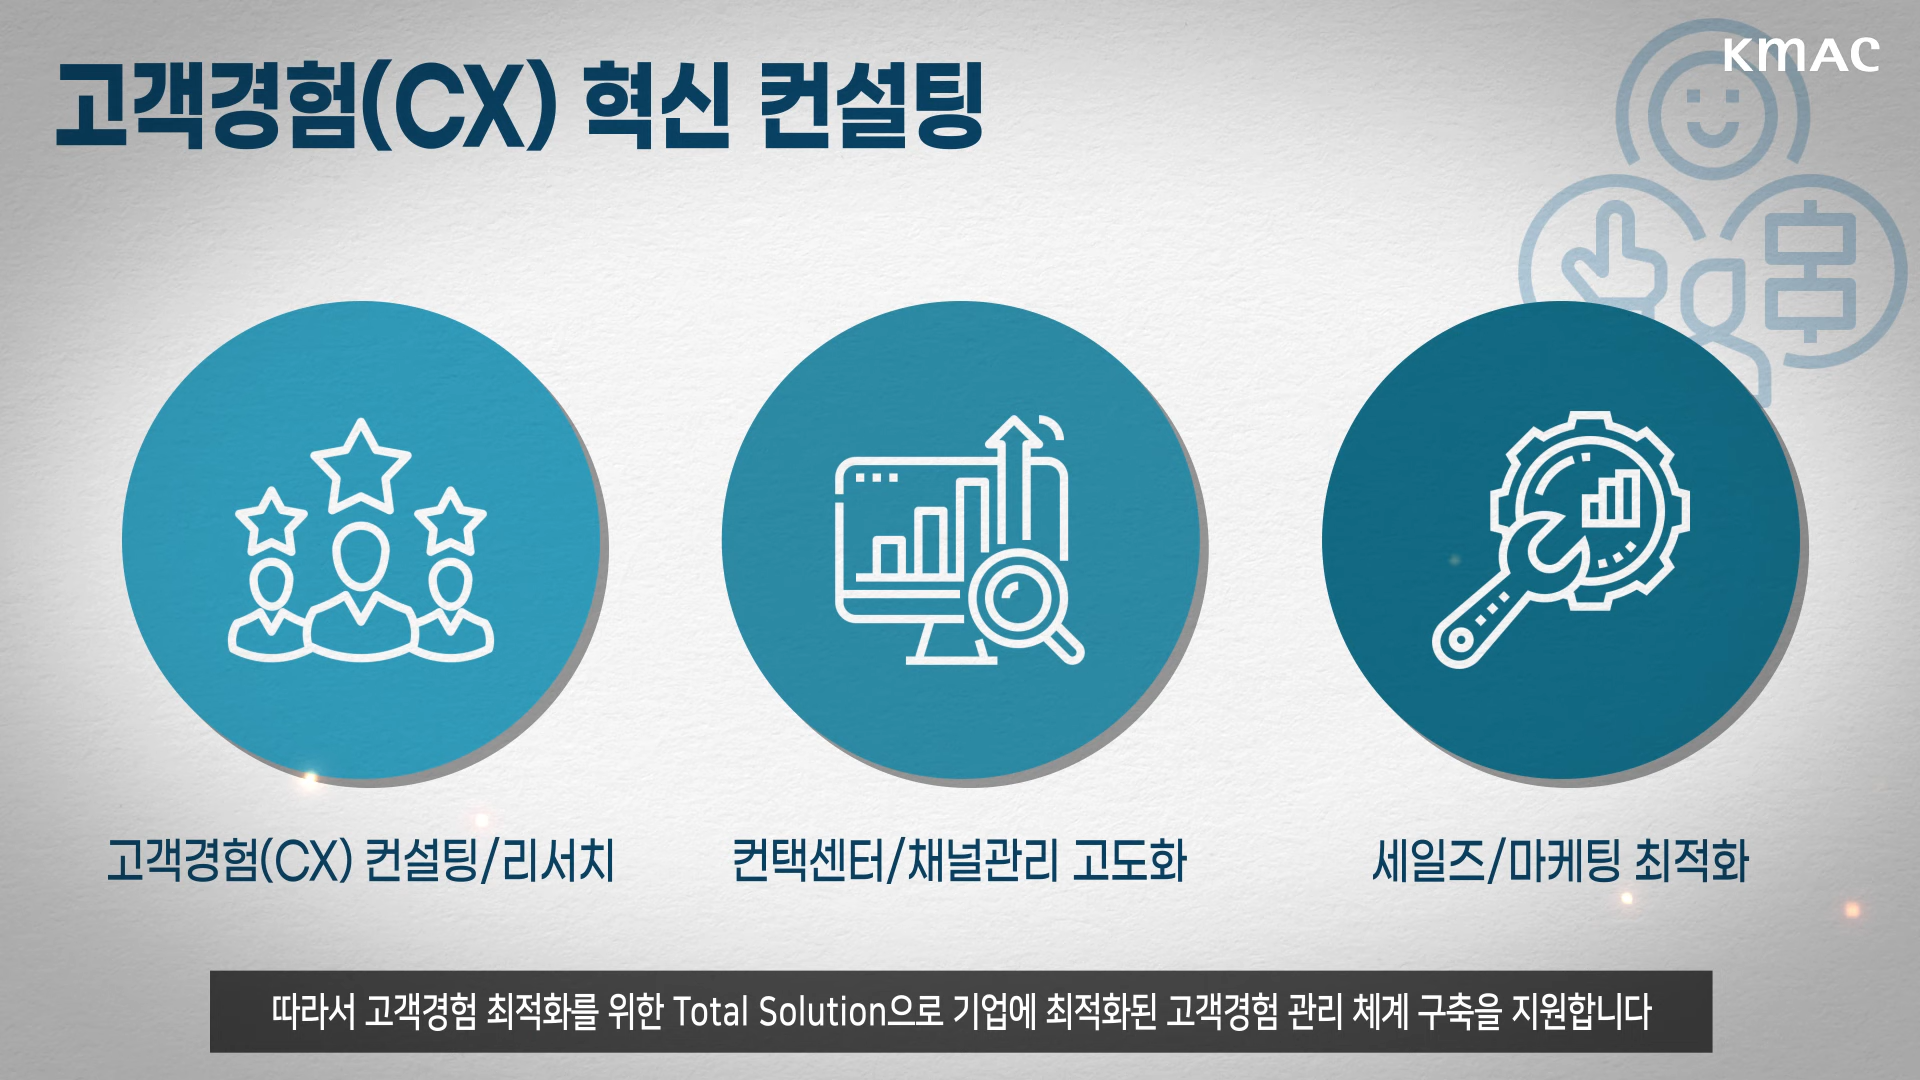 KMAC
고객경험(CX) 혁신 컨설팅
고객경험(CX) 컨설팅/리서치
컨택센터/채널관리 고도화
세일즈/마케팅 최적화
따라서 고객경험 최적화를 위한 Total Solution으로 기업에 최적화된 고객경험 관리 체계 구축을 지원합니다